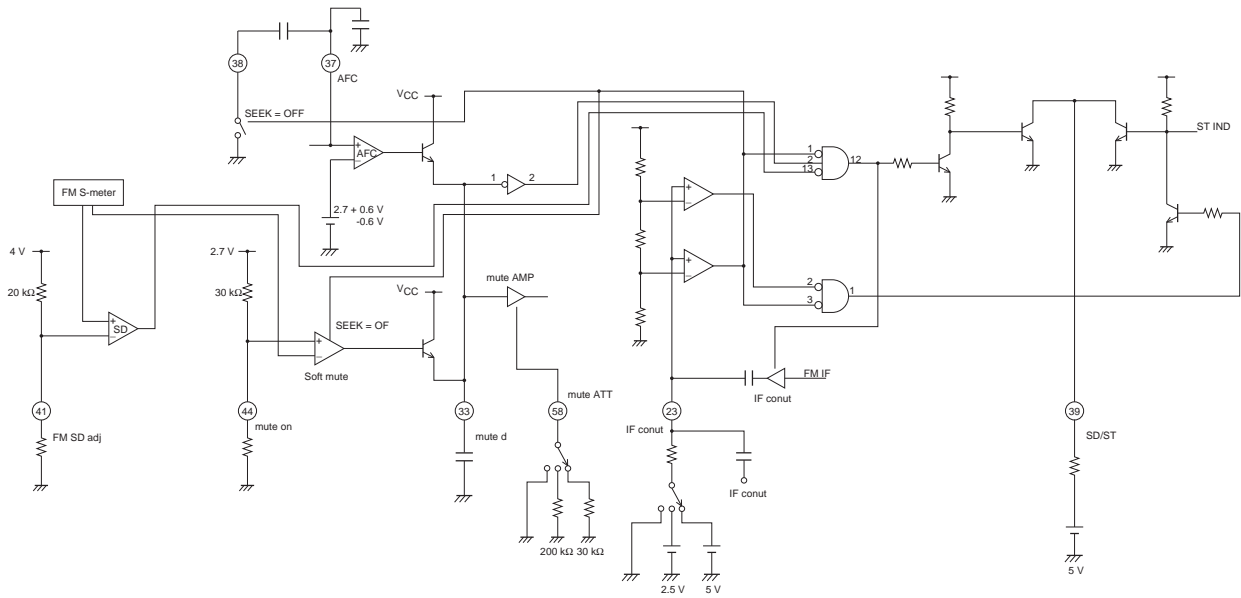 38
37
AFC
VCC
SEEK = OFF
ST IND
AFC
1
2
1
2
13
12
FM S-meter
2.7 + 0.6 V
-0.6 V
4 V
2.7 V
20 kΩ
30 kΩ
mute AMP
VCC
2
3
1
SD
SEEK = OF
Soft mute
FM IF
IF conut
mute ATT
41
44
33
58
23
39
FM SD adj
mute on
mute d
IF conut
SD/ST
IF conut
200 kΩ
30 kΩ
2.5 V
5 V
5 V